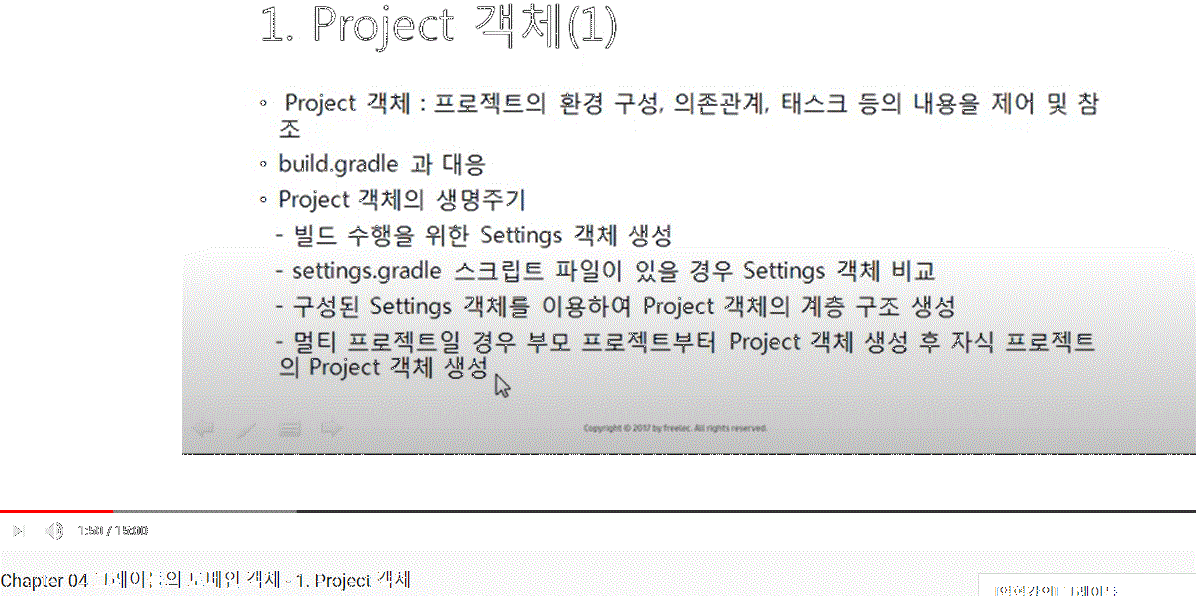 1. Project 객체(1)
◦ Project 객체 : 프로젝트의 환경 구성, 의존관계, 태스크 등의 내용을 제어 및 참
조
◦ build.gradle 과 대응
◦ Project 객체의 생명주기
- 빌드 수행을 위한 Settings 객체 생성
- settings.gradle 스크립트 파일이 있을 경우 Settings 객체 비교
- 구성된 Settings 객체를 이용하여 Project 객체의 계층 구조 생성
- 멀티 프로젝트일 경우 부모 프로젝트부터 Project 객체 생성 후 자식 프로젝트
의 Project 객체 생성
Copyright © 2017 by freelec. All rights reserved.
1:50 / 15:00
Chapter 04 그레이들의 도메인 객체 - 1. Project 객체